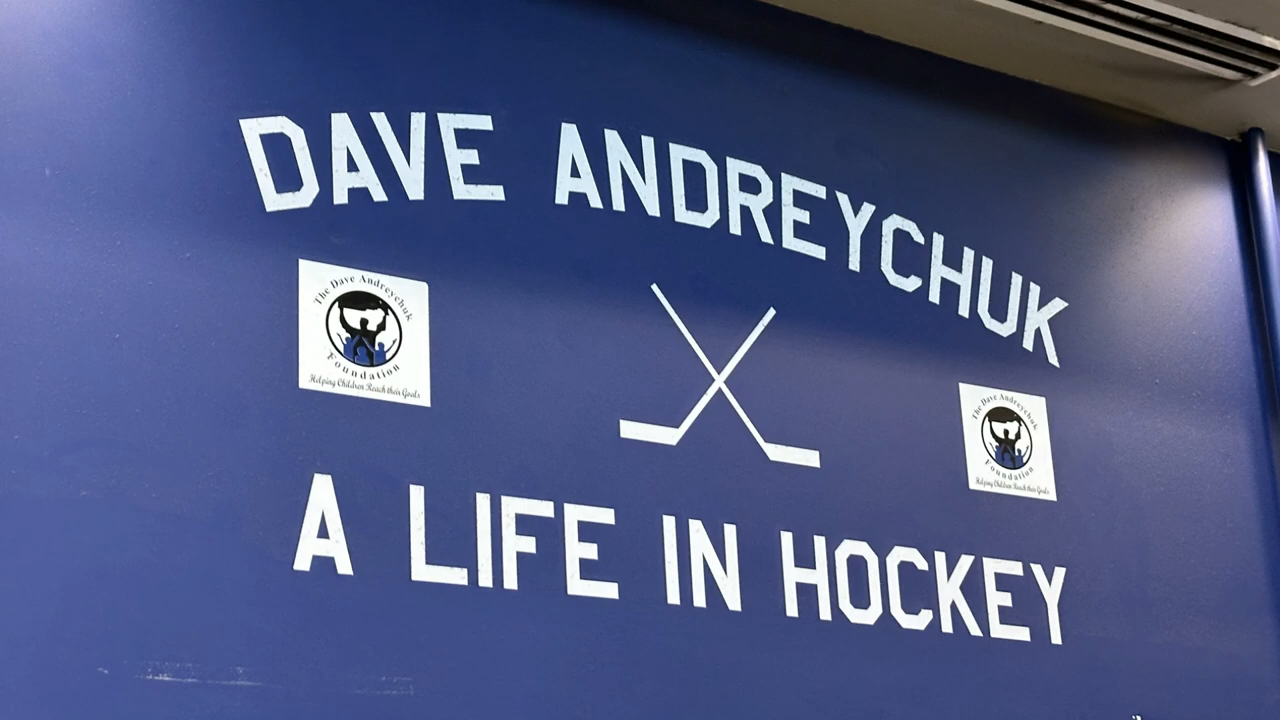 DAVE ANDREYCHUK
The Dave Andreychuk
Foundation
Helping Children Reach their Goals
The Dave Andreychuk
Foundation
Helping Children Reach their Goals
A LIFE IN HOCKEY